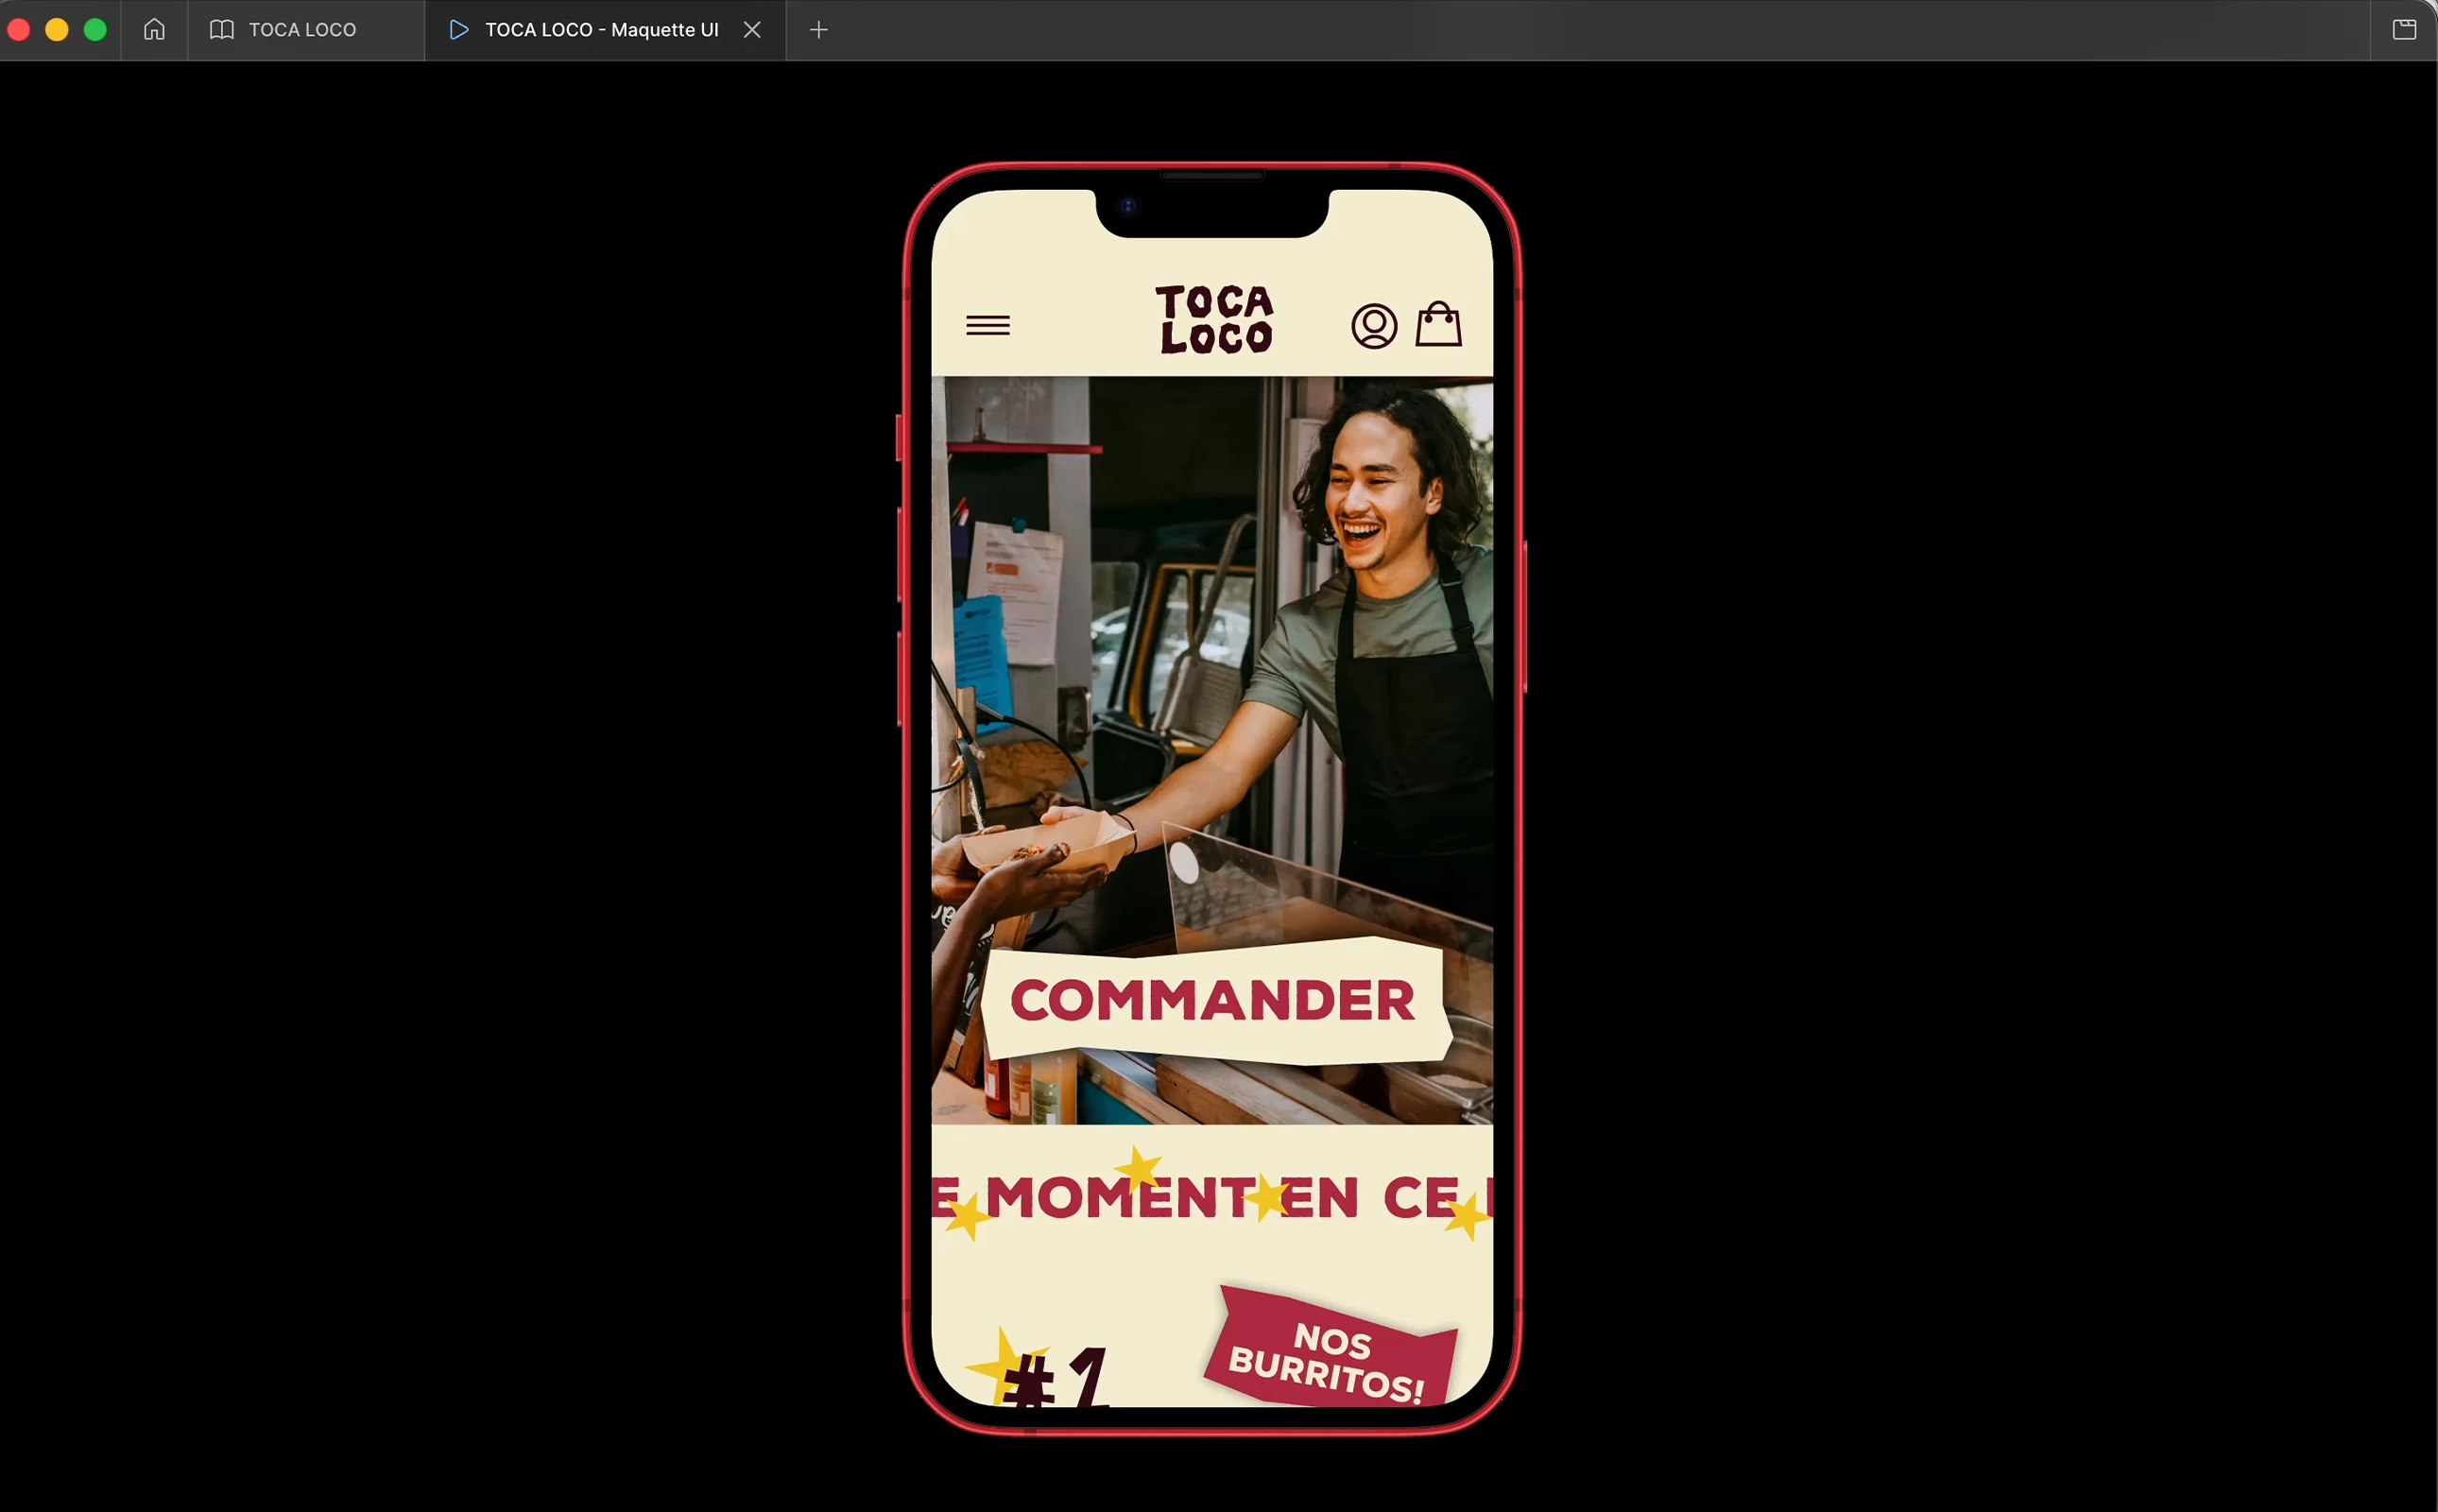 TOCA LOCO
TOCA LOCO - Maquette UI
TOCA
LOCO
COMMANDER
E MOMENT EN CE
#1
NOS
BURRITOS!